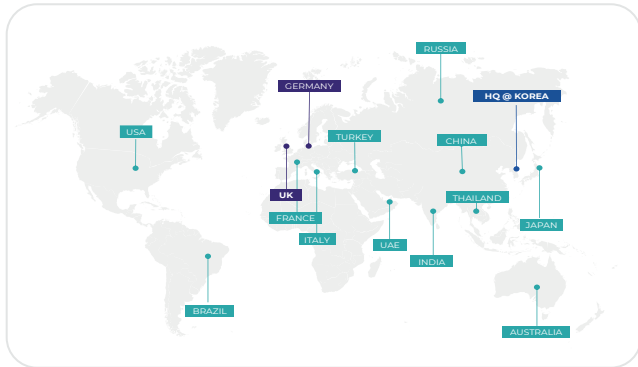 RUSSIA
GERMANY
HQ @ KOREA
USA
TURKEY
CHINA
UK
THAILAND
FRANCE
JAPAN
ITALY
UAE
INDIA
BRAZIL
AUSTRALIA